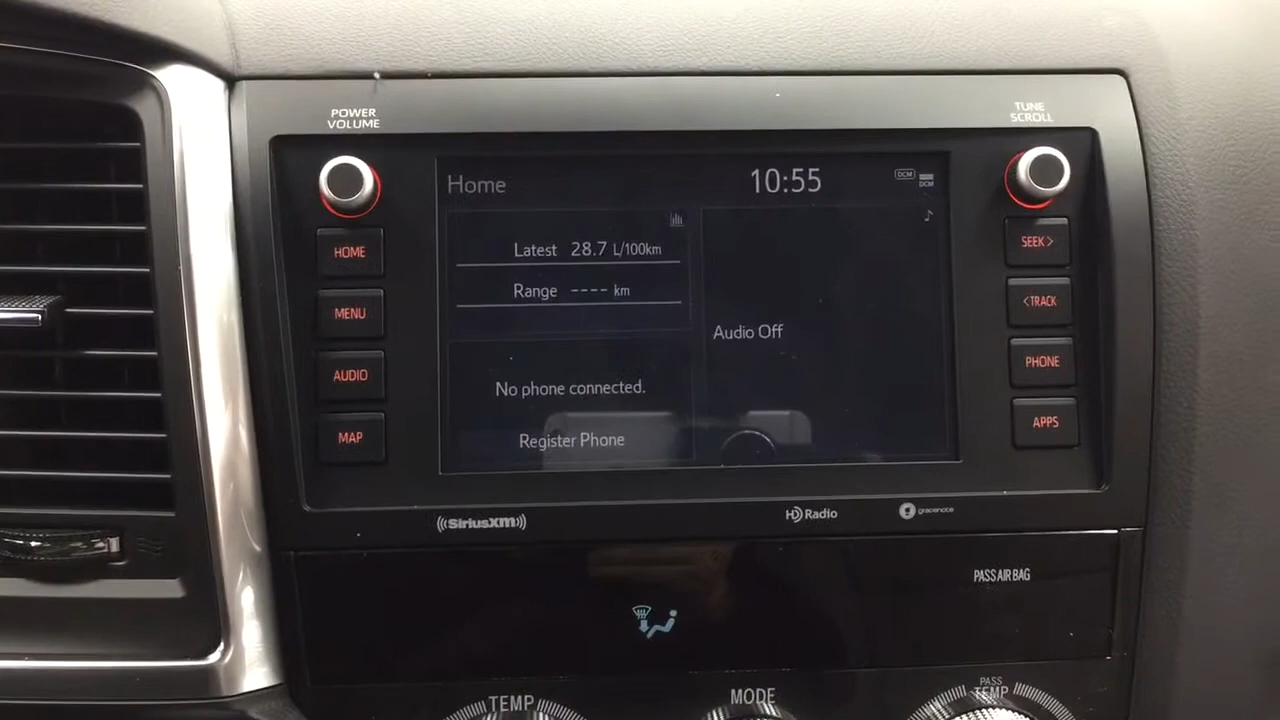 POWER
VOLUME
TUNE
SCROLL
Home
10:55
DCM
DCM
HOME
MENU
AUDIO
MAP
Latest 28.7 L/100km
Range ---- km
No phone connected.
Register Phone
Audio Off
SEEK >
< TRACK
PHONE
APPS
((SiriusXM))
HD Radio
g gracenote
PASS AIR BAG
TEMP
MODE
PASS
TEMP